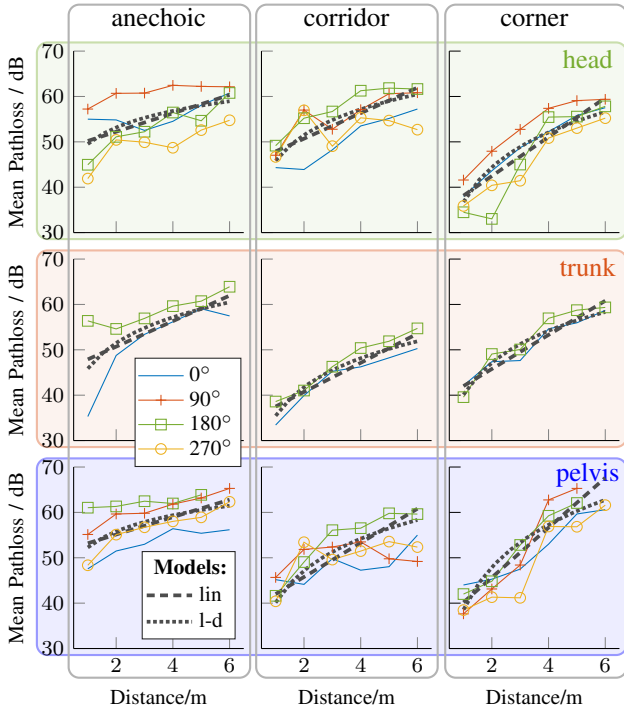 anechoic corridor corner
70 head
60
50
40
30
Mean Pathloss / dB
70 trunk
60
50
40
30
Mean Pathloss / dB
0°
90°
180°
270°
70 pelvis
60
50
40
30
Mean Pathloss / dB
Models:
lin
l-d
2 4 6 2 4 6 2 4 6
Distance/m Distance/m Distance/m